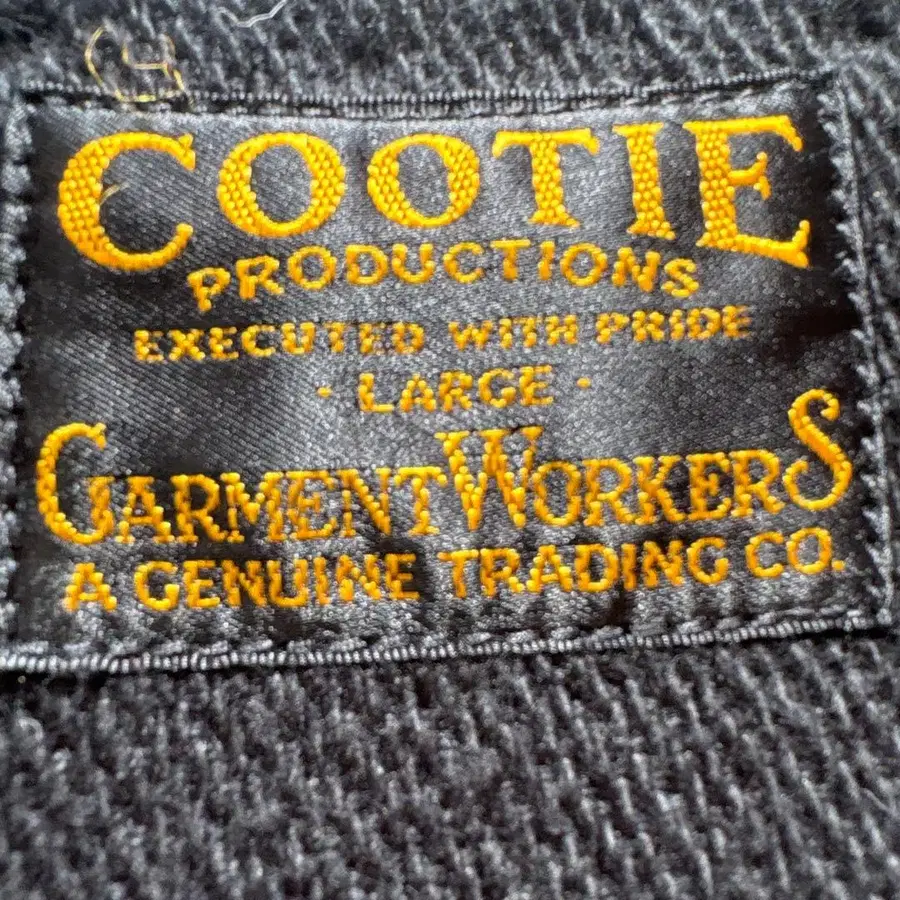 COOTIE
PRODUCTIONS
EXECUTED WITH PRIDE
· LARGE ·
GARMENTWORKERS
A GENUINE TRADING CO.